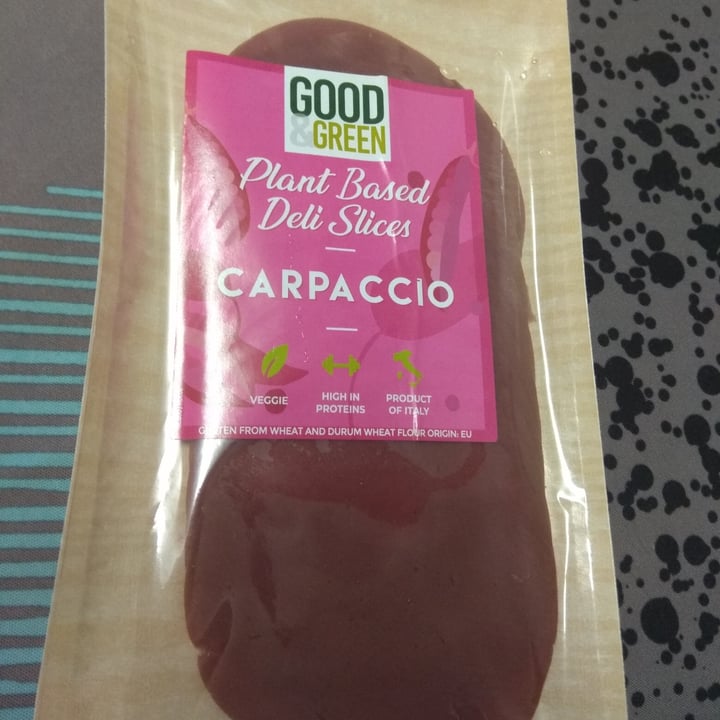 GOOD
&GREEN
Plant Based
Deli Slices
CARPACCIO
VEGGIE
HIGH IN
PROTEINS
PRODUCT
OF ITALY
GLUTEN FROM WHEAT AND DURUM WHEAT FLOUR ORIGIN: EU